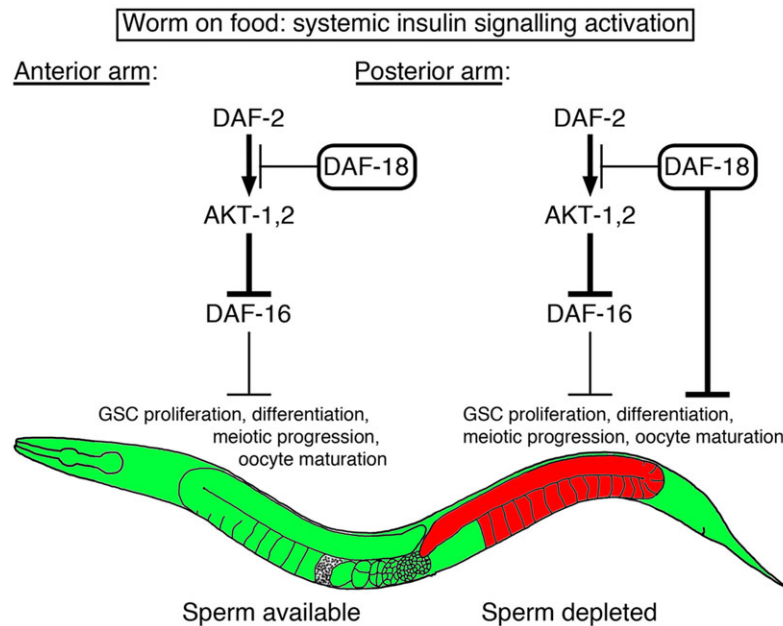 Worm on food: systemic insulin signalling activation
Anterior arm:
DAF-2
DAF-18
AKT-1,2
DAF-16
GSC proliferation, differentiation,
meiotic progression,
oocyte maturation
Posterior arm:
DAF-2
DAF-18
AKT-1,2
DAF-16
GSC proliferation, differentiation,
meiotic progression, oocyte maturation
Sperm available
Sperm depleted